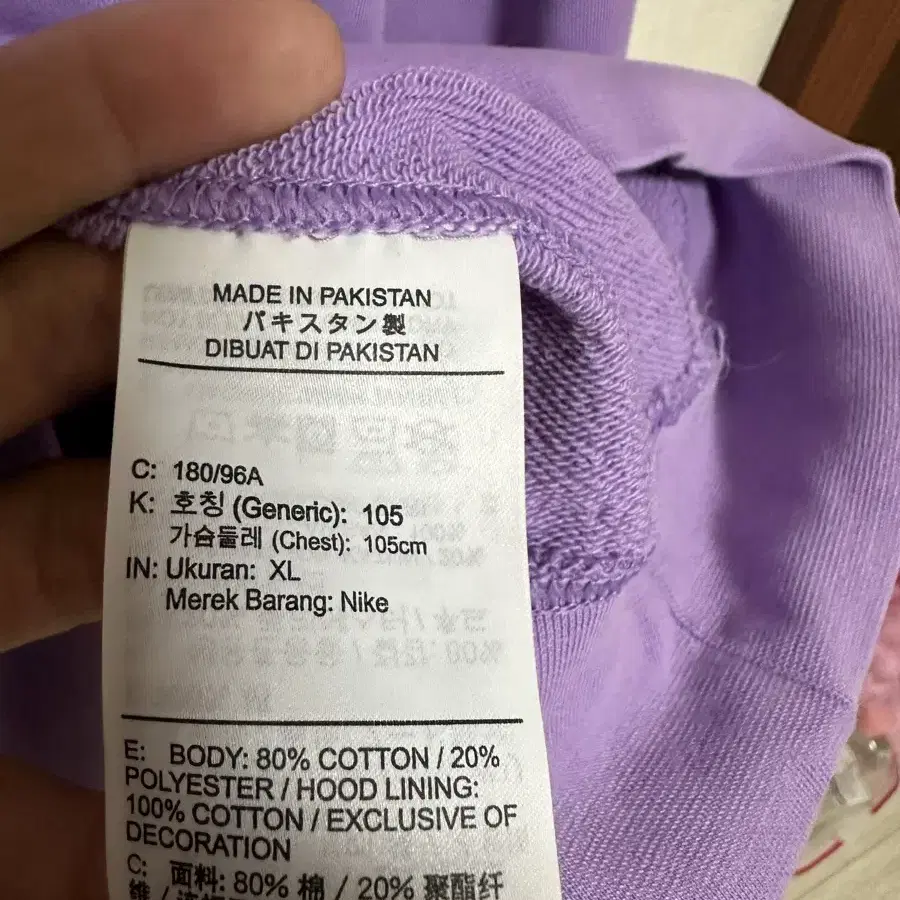 MADE IN PAKISTAN
パキスタン製
DIBUAT DI PAKISTAN
C: 180/96A
K: 호칭 (Generic): 105
가슴둘레 (Chest): 105cm
IN: Ukuran: XL
Merek Barang: Nike
E: BODY: 80% COTTON / 20%
POLYESTER / HOOD LINING:
100% COTTON / EXCLUSIVE OF
DECORATION
C: 面料: 80% 棉 / 20% 聚酯纤
维 /